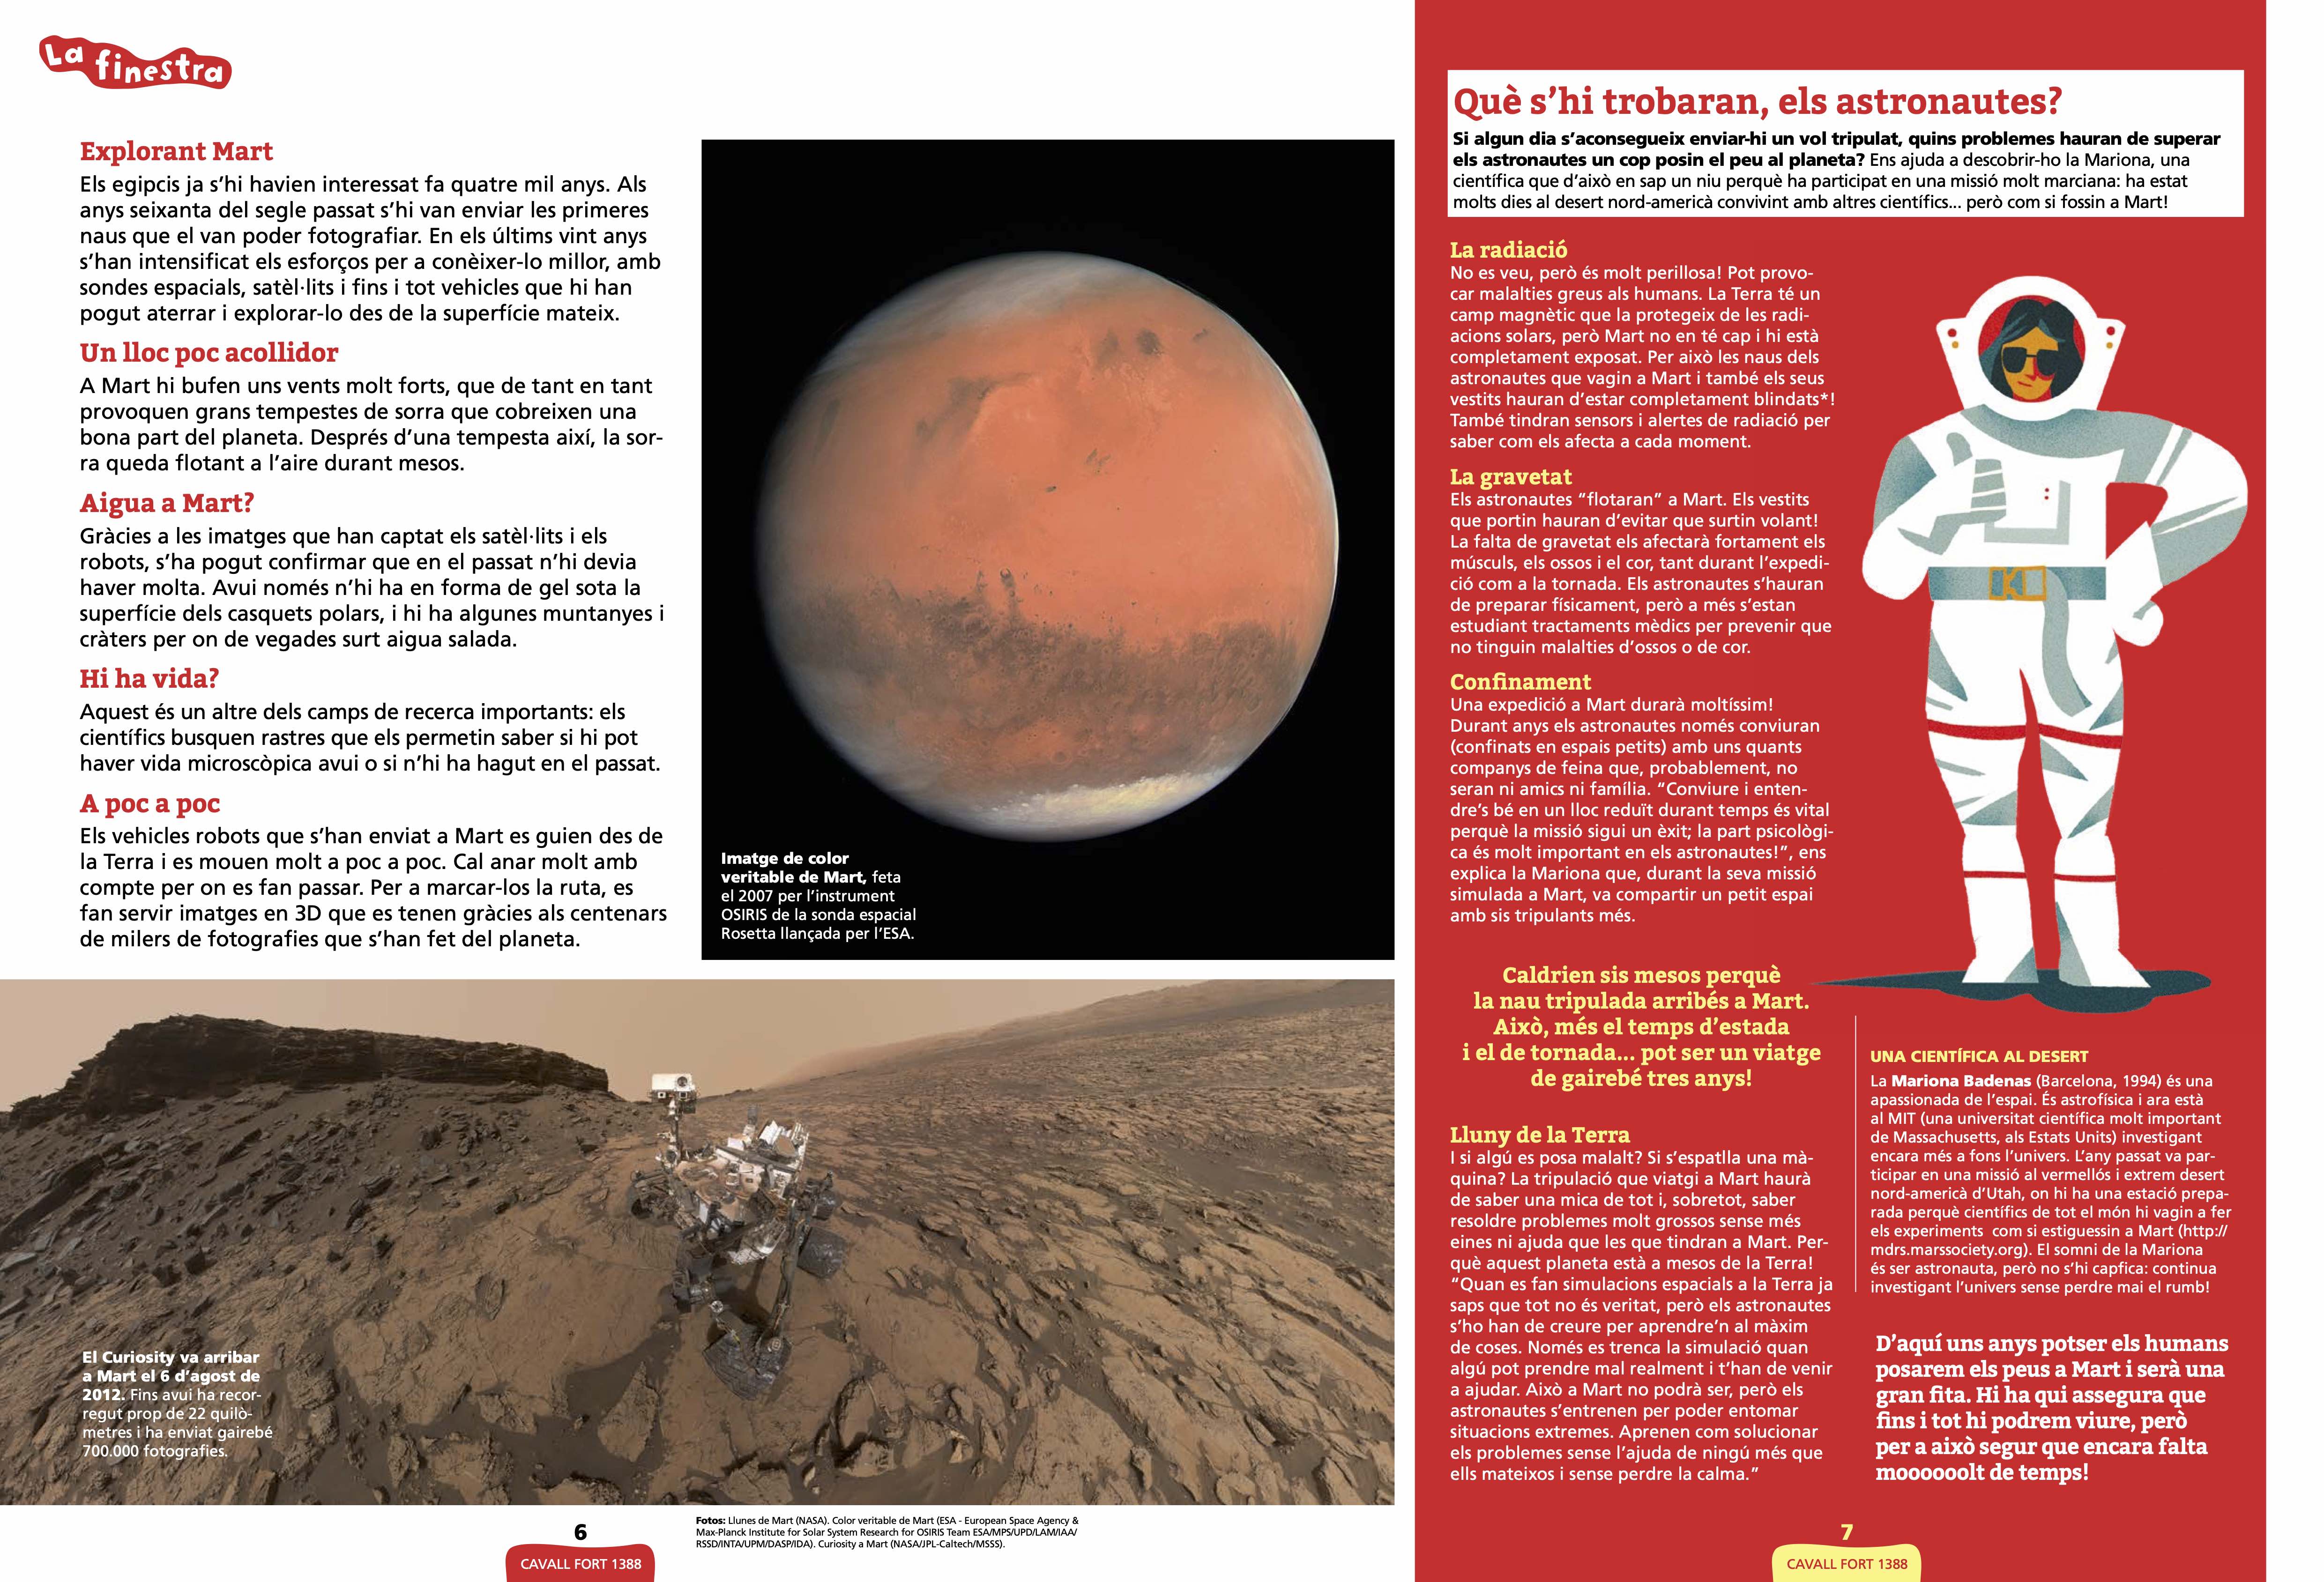 La finestra
Explorant Mart
Els egipcis ja s’hi havien interessat fa quatre mil anys. Als
anys seixanta del segle passat s’hi van enviar les primeres
naus que el van poder fotografiar. En els últims vint anys
s’han intensificat els esforços per a conèixer-lo millor, amb
sondes espacials, satèl·lits i fins i tot vehicles que hi han
pogut aterrar i explorar-lo des de la superfície mateix.
Un lloc poc acollidor
A Mart hi bufen uns vents molt forts, que de tant en tant
provoquen grans tempestes de sorra que cobreixen una
bona part del planeta. Després d’una tempesta així, la sor-
ra queda flotant a l’aire durant mesos.
Aigua a Mart?
Gràcies a les imatges que han captat els satèl·lits i els
robots, s’ha pogut confirmar que en el passat n’hi devia
haver molta. Avui només n’hi ha en forma de gel sota la
superfície dels casquets polars, i hi ha algunes muntanyes i
cràters per on de vegades surt aigua salada.
Hi ha vida?
Aquest és un altre dels camps de recerca importants: els
científics busquen rastres que els permetin saber si hi pot
haver vida microscòpica avui o si n’hi ha hagut en el passat.
A poc a poc
Els vehicles robots que s’han enviat a Mart es guien des de
la Terra i es mouen molt a poc a poc. Cal anar molt amb
compte per on es fan passar. Per a marcar-los la ruta, es
fan servir imatges en 3D que es tenen gràcies als centenars
de milers de fotografies que s’han fet del planeta.
Imatge de color
veritable de Mart, feta
el 2007 per l’instrument
OSIRIS de la sonda espacial
Rosetta llançada per l’ESA.
El Curiosity va arribar
a Mart el 6 d’agost de
2012. Fins avui ha recor-
regut prop de 22 quilò-
metres i ha enviat gairebé
700.000 fotografies.
Fotos: Llunes de Mart (NASA). Color veritable de Mart (ESA - European Space Agency &
Max-Planck Institute for Solar System Research for OSIRIS Team ESA/MPS/UPD/LAM/IAA/
RSSD/INTA/UPM/DASP/IDA). Curiosity a Mart (NASA/JPL-Caltech/MSSS).
6
CAVALL FORT 1388
Què s’hi trobaran, els astronautes?
Si algun dia s’aconsegueix enviar-hi un vol tripulat, quins problemes hauran de superar
els astronautes un cop posin el peu al planeta? Ens ajuda a descobrir-ho la Mariona, una
científica que d’això en sap un niu perquè ha participat en una missió molt marciana: ha estat
molts dies al desert nord-americà convivint amb altres científics... però com si fossin a Mart!
La radiació
No es veu, però és molt perillosa! Pot provo-
car malalties greus als humans. La Terra té un
camp magnètic que la protegeix de les radi-
acions solars, però Mart no en té cap i hi està
completament exposat. Per això les naus dels
astronautes que vagin a Mart i també els seus
vestits hauran d’estar completament blindats*!
També tindran sensors i alertes de radiació per
saber com els afecta a cada moment.
La gravetat
Els astronautes “flotaran” a Mart. Els vestits
que portin hauran d’evitar que surtin volant!
La falta de gravetat els afectarà fortament els
músculs, els ossos i el cor, tant durant l’expedi-
ció com a la tornada. Els astronautes s’hauran
de preparar físicament, però a més s’estan
estudiant tractaments mèdics per prevenir que
no tinguin malalties d’ossos o de cor.
Confinament
Una expedició a Mart durarà moltíssim!
Durant anys els astronautes només conviuran
(confinats en espais petits) amb uns quants
companys de feina que, probablement, no
seran ni amics ni família. “Conviure i enten-
dre’s bé en un lloc reduït durant temps és vital
perquè la missió sigui un èxit; la part psicològi-
ca és molt important en els astronautes!”, ens
explica la Mariona que, durant la seva missió
simulada a Mart, va compartir un petit espai
amb sis tripulants més.
Caldrien sis mesos perquè
la nau tripulada arribés a Mart.
Això, més el temps d’estada
i el de tornada... pot ser un viatge
de gairebé tres anys!
Lluny de la Terra
I si algú es posa malalt? Si s’espatlla una mà-
quina? La tripulació que viatgi a Mart haurà
de saber una mica de tot i, sobretot, saber
resoldre problemes molt grossos sense més
eines ni ajuda que les que tindran a Mart. Per-
què aquest planeta està a mesos de la Terra!
“Quan es fan simulacions espacials a la Terra ja
saps que tot no és veritat, però els astronautes
s’ho han de creure per aprendre’n al màxim
de coses. Només es trenca la simulació quan
algú pot prendre mal realment i t’han de venir
a ajudar. Això a Mart no podrà ser, però els
astronautes s’entrenen per poder entomar
situacions extremes. Aprenen com solucionar
els problemes sense l’ajuda de ningú més que
ells mateixos i sense perdre la calma.”
UNA CIENTÍFICA AL DESERT
La Mariona Badenas (Barcelona, 1994) és una
apassionada de l’espai. És astrofísica i ara està
al MIT (una universitat científica molt important
de Massachusetts, als Estats Units) investigant
encara més a fons l’univers. L’any passat va par-
ticipar en una missió al vermellós i extrem desert
nord-americà d’Utah, on hi ha una estació prepa-
rada perquè científics de tot el món hi vagin a fer
els experiments com si estiguessin a Mart (http://
mdrs.marssociety.org). El somni de la Mariona
és ser astronauta, però no s’hi capfica: continua
investigant l’univers sense perdre mai el rumb!
D’aquí uns anys potser els humans
posarem els peus a Mart i serà una
gran fita. Hi ha qui assegura que
fins i tot hi podrem viure, però
per a això segur que encara falta
moooooolt de temps!
7
CAVALL FORT 1388